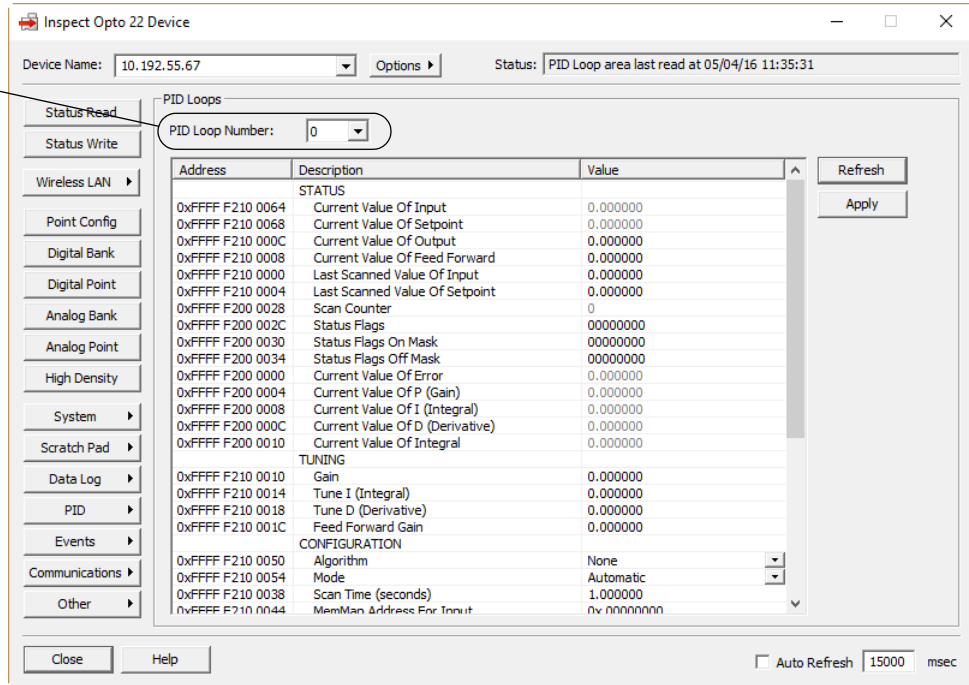 Inspect Opto 22 Device
Device Name: 10.192.55.67 Options Status: PID Loop area last read at 05/04/16 11:35:31
Status Read
Status Write
Wireless LAN
Point Config
Digital Bank
Digital Point
Analog Bank
Analog Point
High Density
System
Scratch Pad
Data Log
PID
Events
Communications
Other
PID Loops
PID Loop Number: 0
Address Description Value
STATUS
0xFFFF F210 0064 Current Value Of Input 0.000000
0xFFFF F210 0068 Current Value Of Setpoint 0.000000
0xFFFF F210 000C Current Value Of Output 0.000000
0xFFFF F210 0008 Current Value Of Feed Forward 0.000000
0xFFFF F210 0000 Last Scanned Value Of Input 0.000000
0xFFFF F210 0004 Last Scanned Value Of Setpoint 0.000000
0xFFFF F200 0028 Scan Counter 0
0xFFFF F200 002C Status Flags 00000000
0xFFFF F200 0030 Status Flags On Mask 00000000
0xFFFF F200 0034 Status Flags Off Mask 00000000
0xFFFF F200 0000 Current Value Of Error 0.000000
0xFFFF F200 0004 Current Value Of P (Gain) 0.000000
0xFFFF F200 0008 Current Value Of I (Integral) 0.000000
0xFFFF F200 000C Current Value Of D (Derivative) 0.000000
0xFFFF F200 0010 Current Value Of Integral 0.000000
TUNING
0xFFFF F210 0010 Gain 0.000000
0xFFFF F210 0014 Tune I (Integral) 0.000000
0xFFFF F210 0018 Tune D (Derivative) 0.000000
0xFFFF F210 001C Feed Forward Gain 0.000000
CONFIGURATION
0xFFFF F210 0050 Algorithm None
0xFFFF F210 0054 Mode Automatic
0xFFFF F210 0038 Scan Time (seconds) 1.000000
0xFFFF F210 0044 MemMap Address For Input 0x 00000000
Refresh
Apply
Close Help Auto Refresh 15000 msec